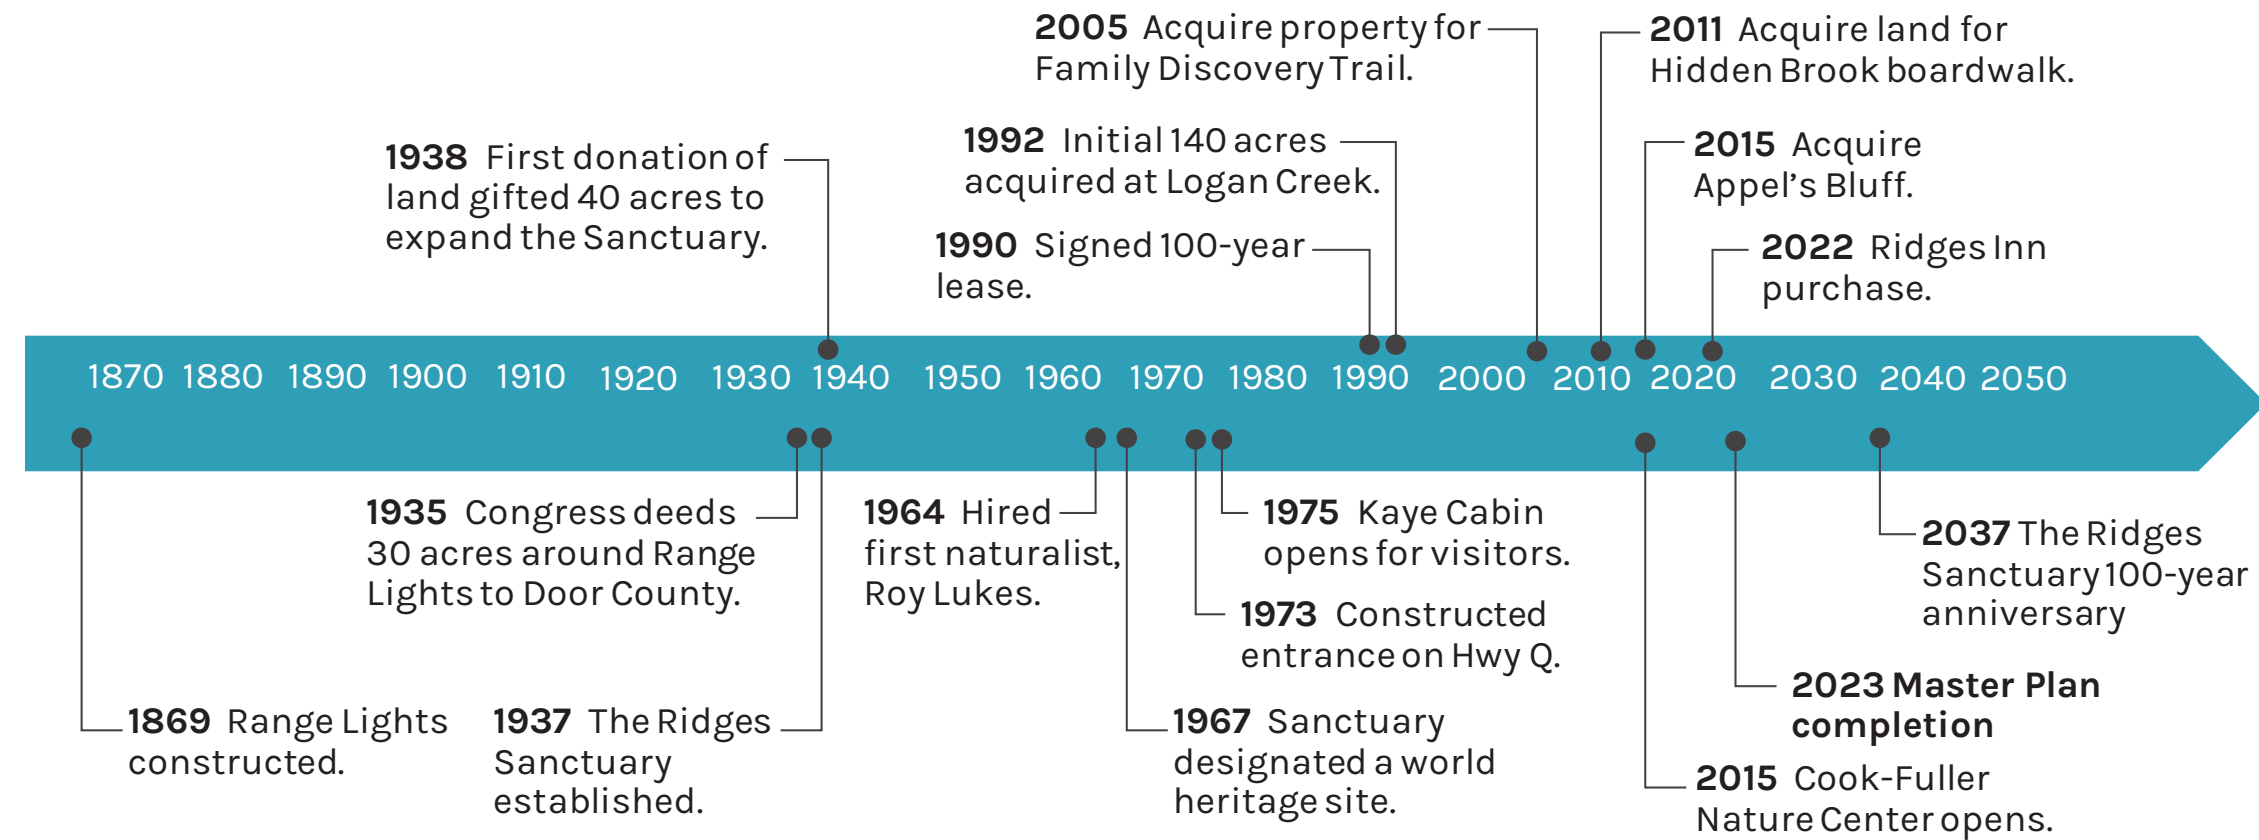 2005 Acquire property for
Family Discovery Trail.
2011 Acquire land for
Hidden Brook boardwalk.
1938 First donation of
land gifted 40 acres to
expand the Sanctuary.
1992 Initial 140 acres
acquired at Logan Creek.
2015 Acquire
Appel's Bluff.
1990 Signed 100-year
lease.
2022 Ridges Inn
purchase.
1870 1880 1890 1900 1910 1920 1930 1940 1950 1960 1970 1980 1990 2000 2010 2020 2030 2040 2050
1935 Congress deeds
30 acres around Range
Lights to Door County.
1964 Hired
first naturalist,
Roy Lukes.
1975 Kaye Cabin
opens for visitors.
1973 Constructed
entrance on Hwy Q.
2037 The Ridges
Sanctuary 100-year
anniversary
2023 Master Plan
completion
1869 Range Lights
constructed.
1937 The Ridges
Sanctuary
established.
1967 Sanctuary
designated a world
heritage site.
2015 Cook-Fuller
Nature Center opens.